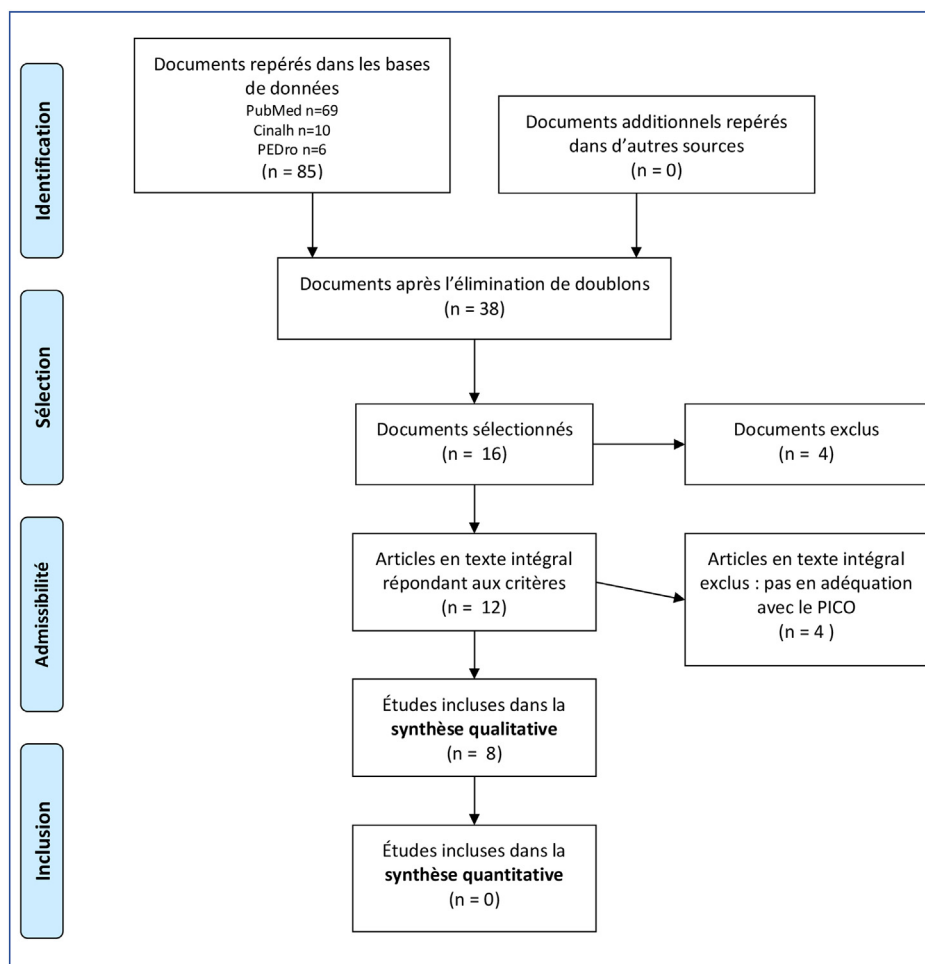 Identification
Documents repérés dans les bases
de données
PubMed n=69
Cinalh n=10
PEDro n=6
(n = 85)
Documents additionnels repérés
dans d'autres sources
(n = 0)
Documents après l'élimination de doublons
(n = 38)
Sélection
Documents sélectionnés
(n = 16)
Documents exclus
(n = 4)
Admissibilité
Articles en texte intégral
répondant aux critères
(n = 12)
Articles en texte intégral
exclus : pas en adéquation
avec le PICO
(n = 4 )
Études incluses dans la
synthèse qualitative
(n = 8)
Inclusion
Études incluses dans la
synthèse quantitative
(n = 0)